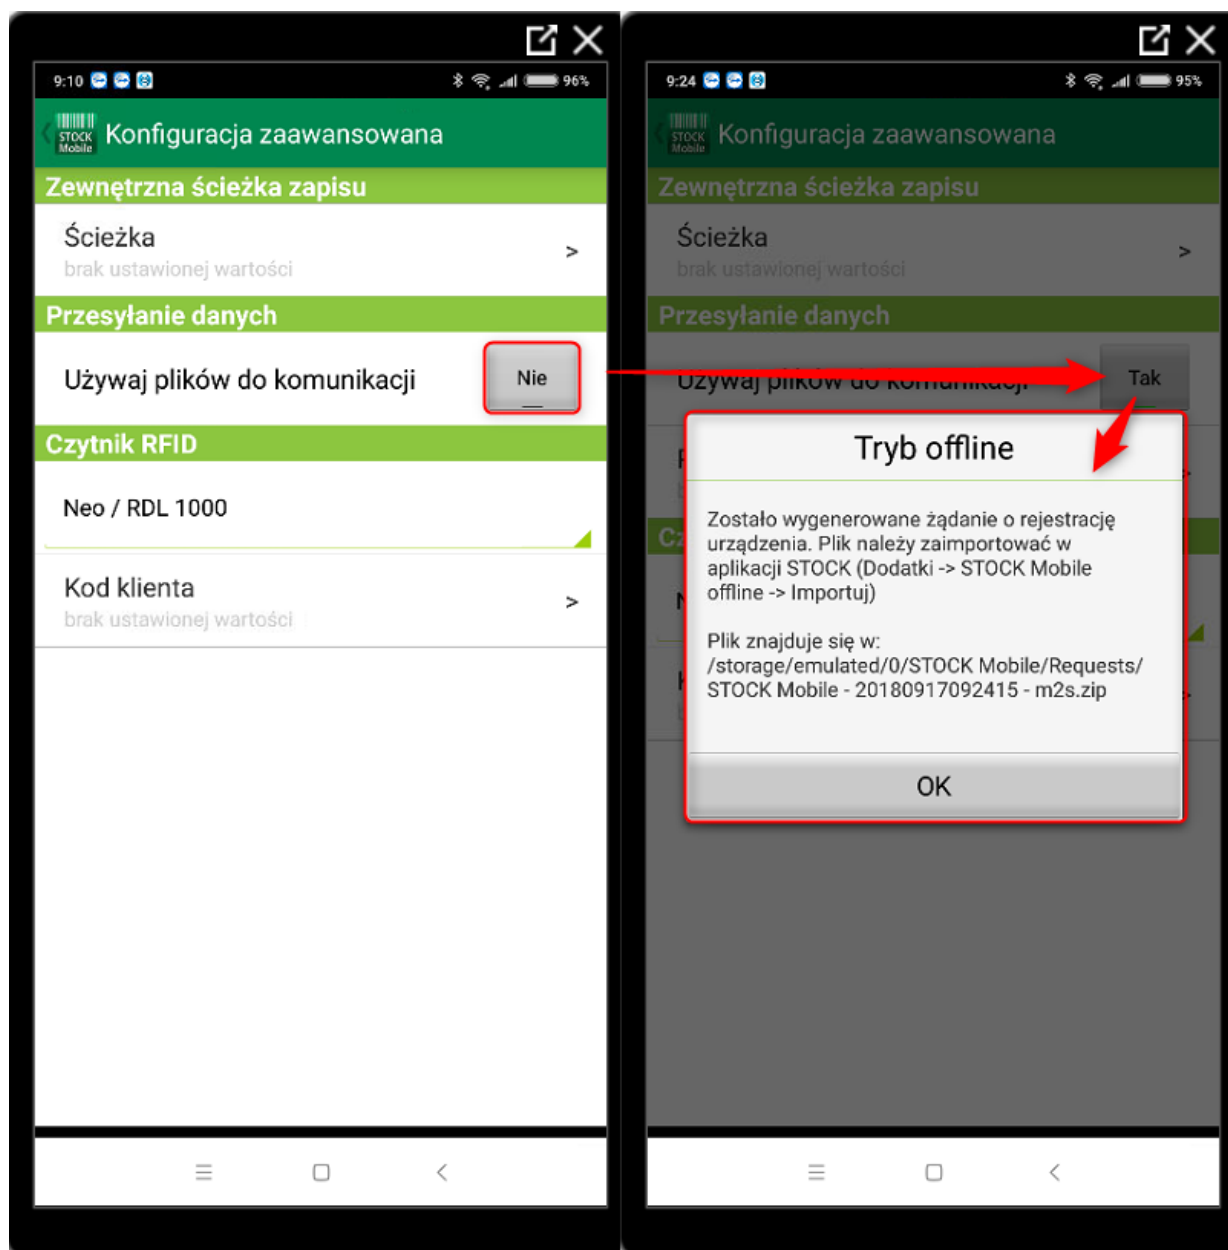 9:10
96%
STOCK
Mobile
Konfiguracja zaawansowana
Zewnętrzna ścieżka zapisu
Ścieżka
brak ustawionej wartości
>
Przesyłanie danych
Używaj plików do komunikacji
Nie
Czytnik RFID
Neo / RDL 1000
Kod klienta
brak ustawionej wartości
>
9:24
95%
STOCK
Mobile
Konfiguracja zaawansowana
Zewnętrzna ścieżka zapisu
Ścieżka
brak ustawionej wartości
>
Przesyłanie danych
Używaj plików do komunikacji
Tak
Tryb offline
Zostało wygenerowane żądanie o rejestrację
urządzenia. Plik należy zaimportować w
aplikacji STOCK (Dodatki -> STOCK Mobile
offline -> Importuj)
Plik znajduje się w:
/storage/emulated/0/STOCK Mobile/Requests/
STOCK Mobile - 20180917092415 - m2s.zip
OK